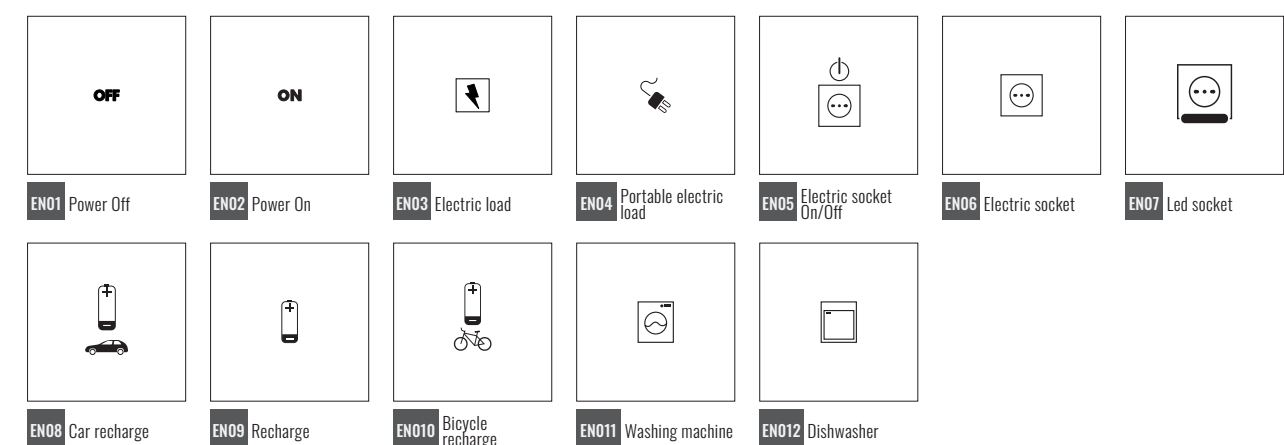 OFF
ON
EN01 Power Off
EN02 Power On
EN03 Electric load
EN04 Portable electric
load
EN05 Electric socket
On/Off
EN06 Electric socket
EN07 Led socket
EN08 Car recharge
EN09 Recharge
EN010 Bicycle
recharge
EN011 Washing machine
EN012 Dishwasher